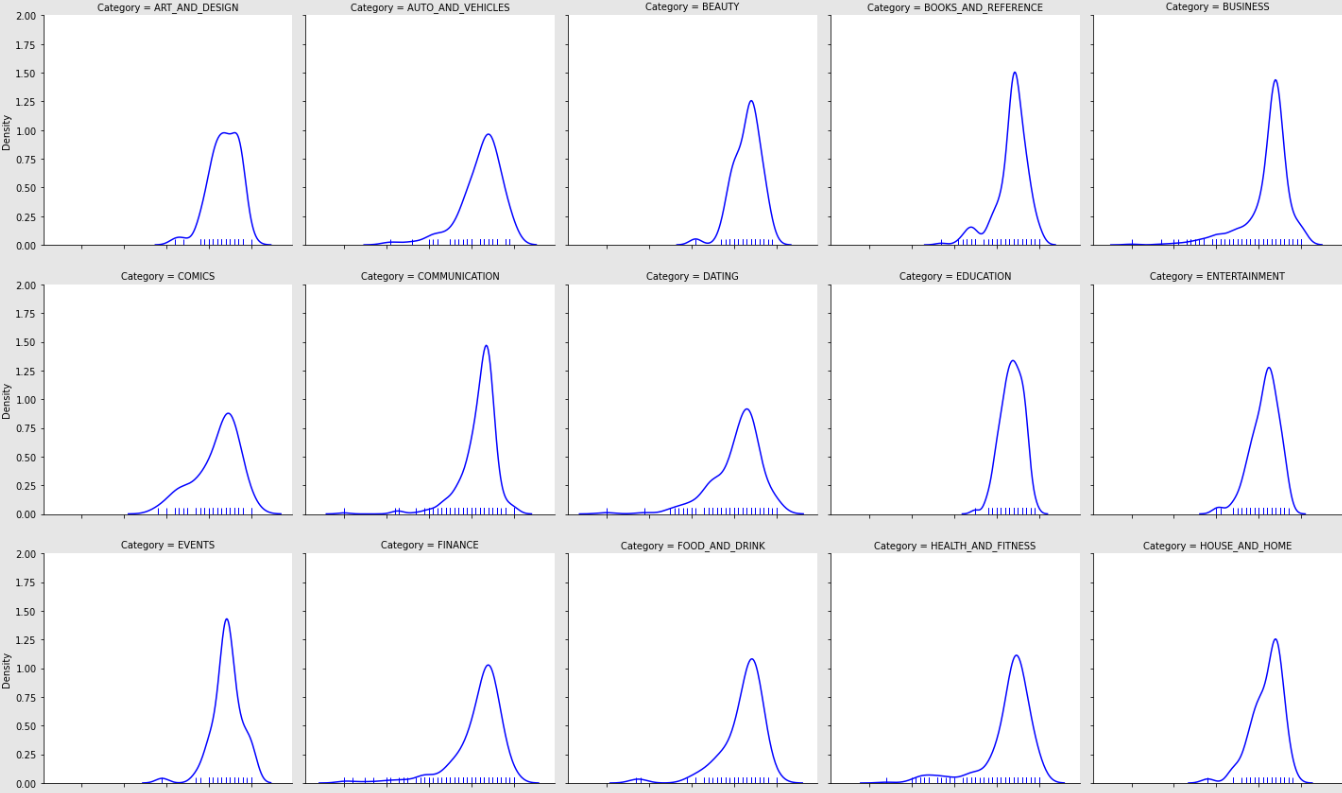 Category = ART_AND_DESIGN
Category = AUTO_AND_VEHICLES
Category = BEAUTY
Category = BOOKS_AND_REFERENCE
Category = BUSINESS
2.00
1.75
1.50
1.25
1.00
0.75
0.50
0.25
0.00
Density
Category = COMICS
Category = COMMUNICATION
Category = DATING
Category = EDUCATION
Category = ENTERTAINMENT
2.00
1.75
1.50
1.25
1.00
0.75
0.50
0.25
0.00
Density
Category = EVENTS
Category = FINANCE
Category = FOOD_AND_DRINK
Category = HEALTH_AND_FITNESS
Category = HOUSE_AND_HOME
2.00
1.75
1.50
1.25
1.00
0.75
0.50
0.25
0.00
Density